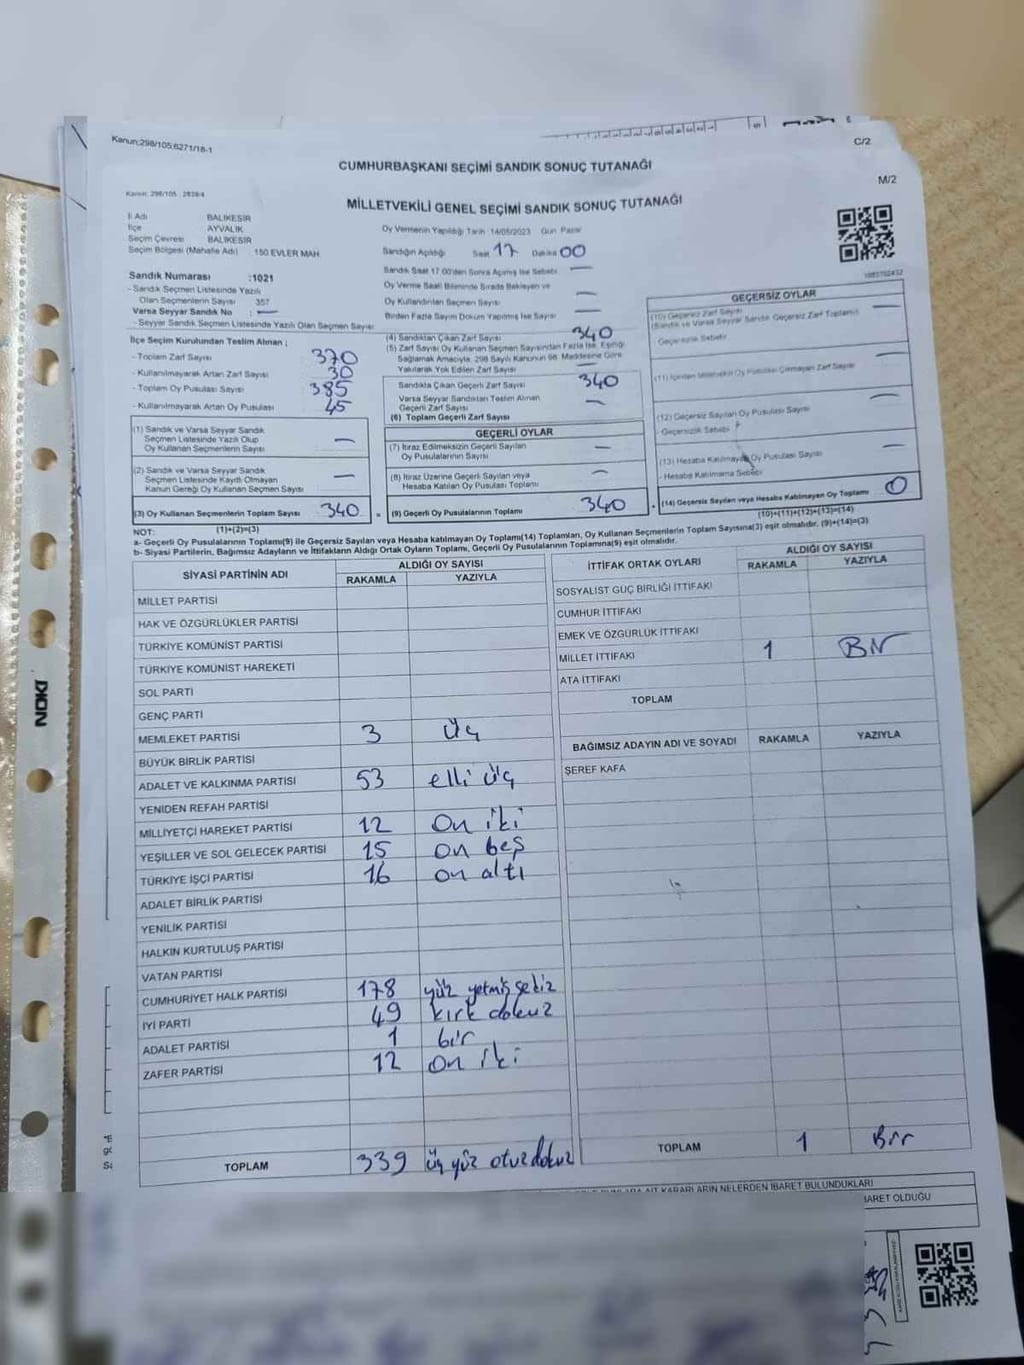 Kanun:298/105;6271/18-1
C/2
CUMHURBAŞKANI SEÇİMİ SANDIK SONUÇ TUTANAĞI
M/2
Kanun: 298/105
MİLLETVEKİLİ GENEL SEÇİMİ SANDIK SONUÇ TUTANAĞI
İl Adı BALIKESİR
İlçe AYVALIK
Seçim Çevresi BALIKESİR
Seçim Bölgesi (Mahalle Adı) 150 EVLER MAH
Oy Vermenin Yapıldığı Tarih 14/05/2023 Gün Pazar
Sandığın Açıldığı Saat 17 Dakika 00
Sandık Saat 17.00'den Sonra Açılmış İse Sebebi —
Oy Verme Saati Bitiminde Sırada Bekleyen ve
Oy Kullandırılan Seçmen Sayısı —
Birden Fazla Sayım Döküm Yapılmış İse Sayısı —
Sandık Numarası :1021
- Sandık Seçmen Listesinde Yazılı
Olan Seçmenlerin Sayısı 357
Varsa Seyyar Sandık No : —
- Seyyar Sandık Seçmen Listesinde Yazılı Olan Seçmen Sayısı
İlçe Seçim Kurulundan Teslim Alınan ;
- Toplam Zarf Sayısı 370
- Kullanılmayarak Artan Zarf Sayısı 30
- Toplam Oy Pusulası Sayısı 385
- Kullanılmayarak Artan Oy Pusulası 45
(1) Sandık ve Varsa Seyyar Sandık
Seçmen Listesinde Yazılı Olup
Oy Kullanan Seçmenlerin Sayısı —
(2) Sandık ve Varsa Seyyar Sandık
Seçmen Listesinde Kayıtlı Olmayan
Kanun Gereği Oy Kullanan Seçmen Sayısı —
(3) Oy Kullanan Seçmenlerin Toplam Sayısı 340
(1)+(2)=(3)
(4) Sandıktan Çıkan Zarf Sayısı 340
(5) Zarf Sayısı Oy Kullanan Seçmen Sayısından Fazla İse, Eşitliği
Sağlamak Amacıyla, 298 Sayılı Kanunun 98. Maddesine Göre
Yakılarak Yok Edilen Zarf Sayısı —
Sandıkta Çıkan Geçerli Zarf Sayısı 340
Varsa Seyyar Sandıktan Teslim Alınan
Geçerli Zarf Sayısı —
(6) Toplam Geçerli Zarf Sayısı
GEÇERLİ OYLAR
(7) İtiraz Edilmeksizin Geçerli Sayılan
Oy Pusulalarının Sayısı —
(8) İtiraz Üzerine Geçerli Sayılan veya
Hesaba Katılan Oy Pusulası Toplamı —
= (9) Geçerli Oy Pusulalarının Toplamı 340
GEÇERSİZ OYLAR
(10) Geçersiz Zarf Sayısı
(Sandık ve Varsa Seyyar Sandık Geçersiz Zarf Toplamı) —
Geçersizlik Sebebi
(11) İçinden Milletvekili Oy Pusulası Çıkmayan Zarf Sayısı —
(12) Geçersiz Sayılan Oy Pusulası Sayısı —
- Geçersizlik Sebebi
(13) Hesaba Katılmayan Oy Pusulası Sayısı —
- Hesaba Katılmama Sebebi
+ (14) Geçersiz Sayılan veya Hesaba Katılmayan Oy Toplamı 0
(10)+(11)+(12)+(13)=(14)
NOT:
a- Geçerli Oy Pusulalarının Toplamı(9) ile Geçersiz Sayılan veya Hesaba katılmayan Oy Toplamı(14) Toplamları, Oy Kullanan Seçmenlerin Toplam Sayısına(3) eşit olmalıdır. (9)+(14)=(3)
b- Siyasi Partilerin, Bağımsız Adayların ve İttifakların Aldığı Ortak Oyların Toplamı, Geçerli Oy Pusulalarının Toplamına(9) eşit olmalıdır.
SİYASİ PARTİNİN ADI ALDIĞI OY SAYISI
RAKAMLA YAZIYLA
MİLLET PARTİSİ
HAK VE ÖZGÜRLÜKLER PARTİSİ
TÜRKİYE KOMÜNİST PARTİSİ
TÜRKİYE KOMÜNİST HAREKETİ
SOL PARTİ
GENÇ PARTİ
MEMLEKET PARTİSİ 3 üç
BÜYÜK BİRLİK PARTİSİ
ADALET VE KALKINMA PARTİSİ 53 elli üç
YENİDEN REFAH PARTİSİ
MİLLİYETÇİ HAREKET PARTİSİ 12 on iki
YEŞİLLER VE SOL GELECEK PARTİSİ 15 on beş
TÜRKİYE İŞÇİ PARTİSİ 16 on altı
ADALET BİRLİK PARTİSİ
YENİLİK PARTİSİ
HALKIN KURTULUŞ PARTİSİ
VATAN PARTİSİ
CUMHURİYET HALK PARTİSİ 178 yüz yetmiş sekiz
İYİ PARTİ 49 kırk dokuz
ADALET PARTİSİ 1 bir
ZAFER PARTİSİ 12 on iki
TOPLAM 339 üç yüz otuz dokuz
İTTİFAK ORTAK OYLARI ALDIĞI OY SAYISI
RAKAMLA YAZIYLA
SOSYALİST GÜÇ BİRLİĞİ İTTİFAKI
CUMHUR İTTİFAKI
EMEK VE ÖZGÜRLÜK İTTİFAKI
MİLLET İTTİFAKI 1 Bir
ATA İTTİFAKI
TOPLAM
BAĞIMSIZ ADAYIN ADI VE SOYADI RAKAMLA YAZIYLA
ŞEREF KAFA
TOPLAM 1 Bir
KARARLARIN NELERDEN İBARET BULUNDUKLARI
İBARET OLDUĞU
NOKI